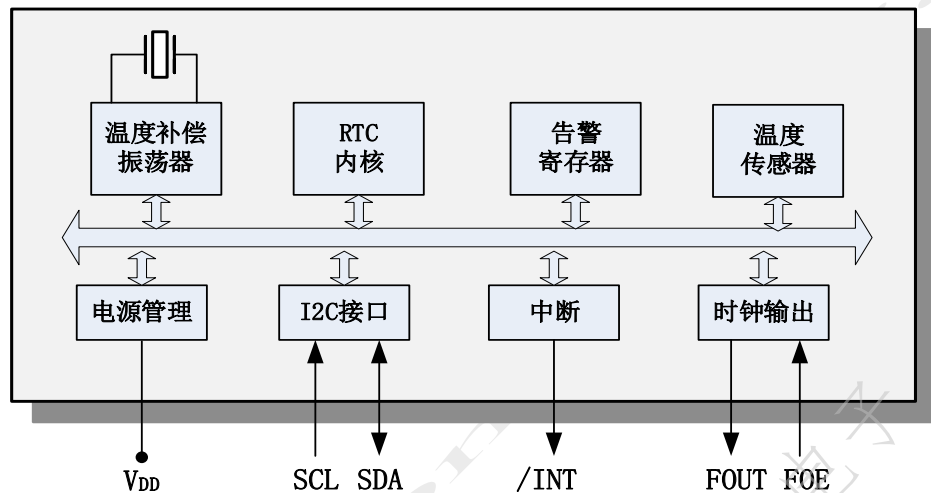 温度补偿
振荡器
RTC
内核
告警
寄存器
温度
传感器
电源管理
I2C接口
中断
时钟输出
VDD
SCL SDA
/INT
FOUT FOE